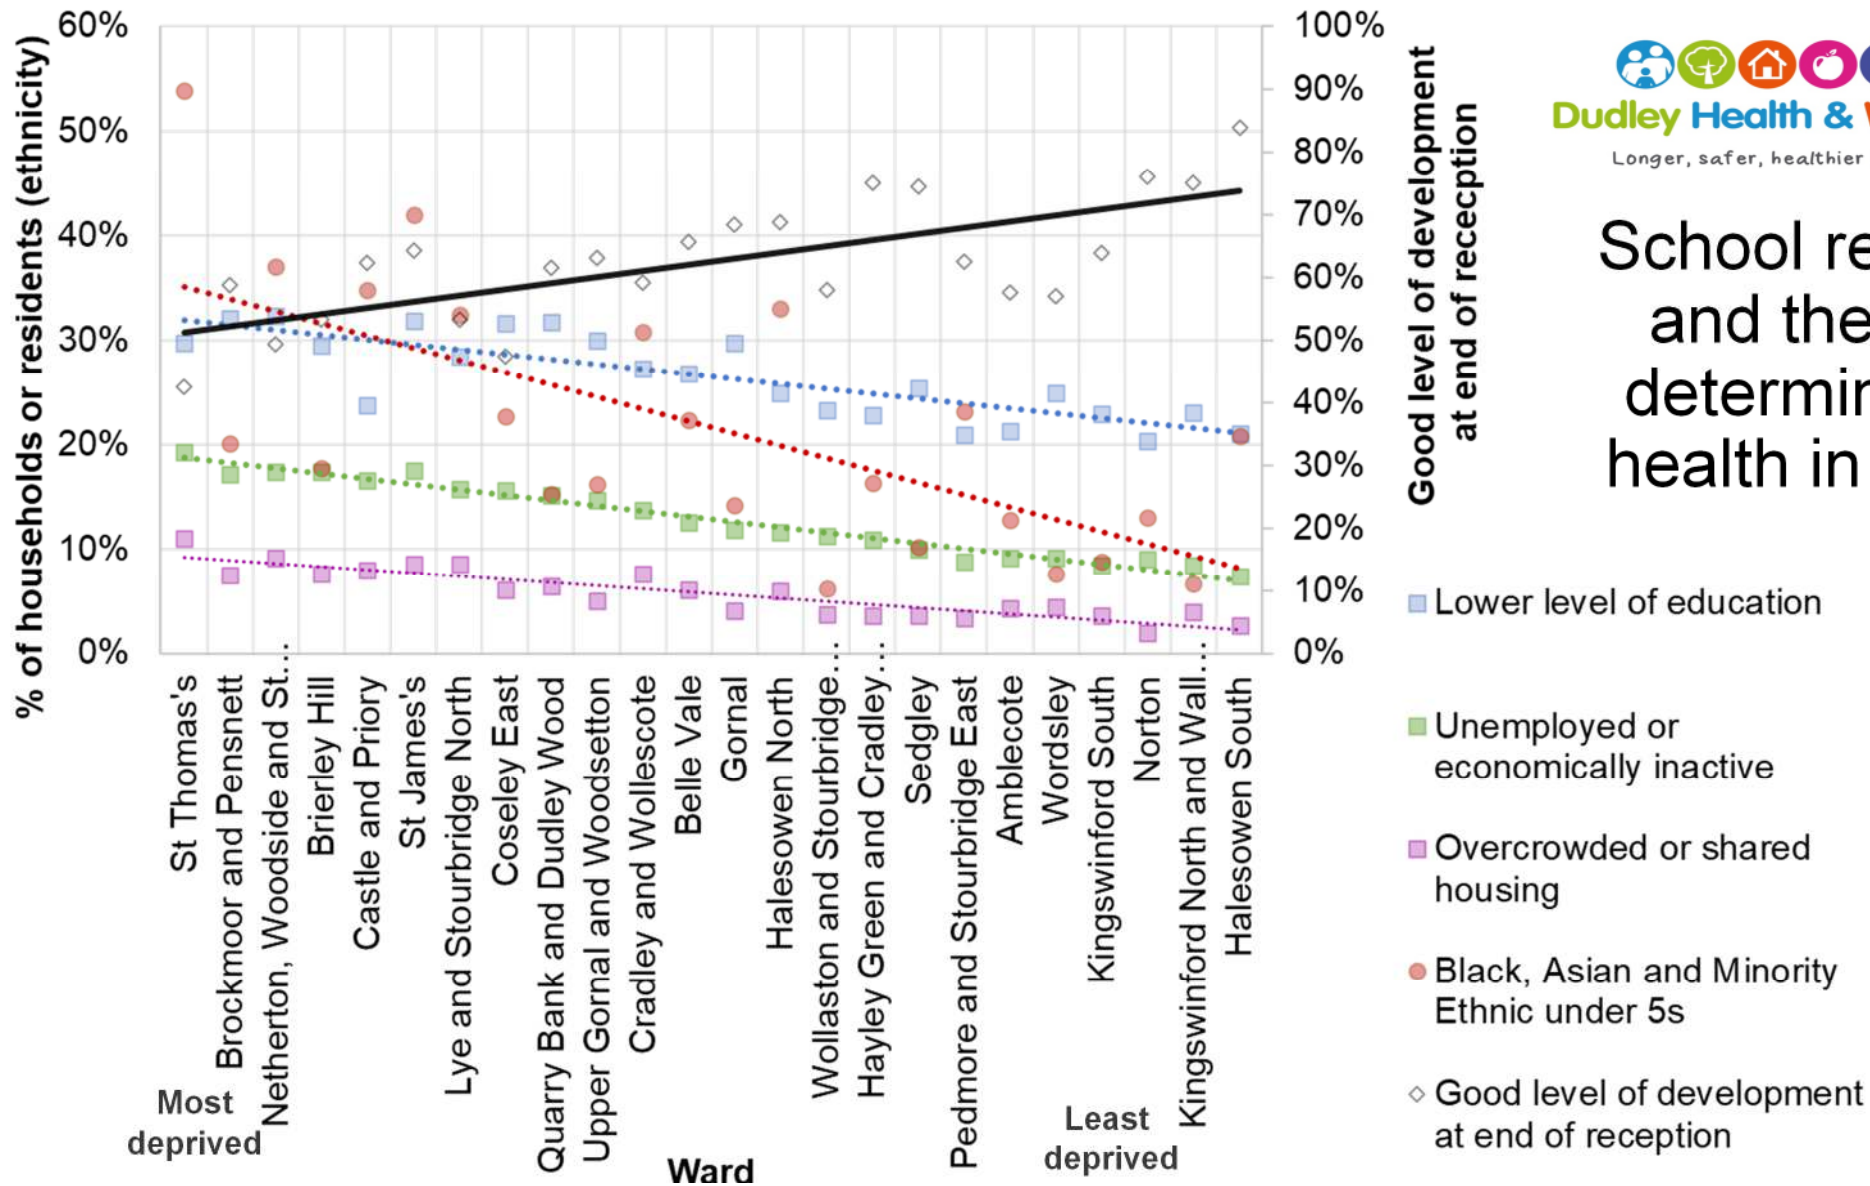 60%
50%
40%
30%
20%
10%
0%
% of households or residents (ethnicity)
100%
90%
80%
70%
60%
50%
40%
30%
20%
10%
0%
Good level of development
at end of rececption
St Thomas's
Brockmoor and Pensnett
Netherton, Woodside and St…
Brierley Hill
Castle and Priory
St James's
Lye and Stourbridge North
Coseley East
Quarry Bank and Dudley Wood
Upper Gornal and Woodsetton
Cradley and Wollescote
Belle Vale
Gornal
Halesowen North
Wollaston and Stourbridge…
Hayley Green and Cradley…
Sedgley
Pedmore and Stourbridge East
Amblecote
Wordsley
Kingswinford South
Norton
Kingswinford North and Wall…
Halesowen South
Most
deprived
Least
deprived
Ward
Dudley Health &
Longer, safer, healthier
School re
and the
determin
health in
Lower level of education
Unemployed or
economically inactive
Overcrowded or shared
housing
Black, Asian and Minority
Ethnic under 5s
Good level of development
at end of reception